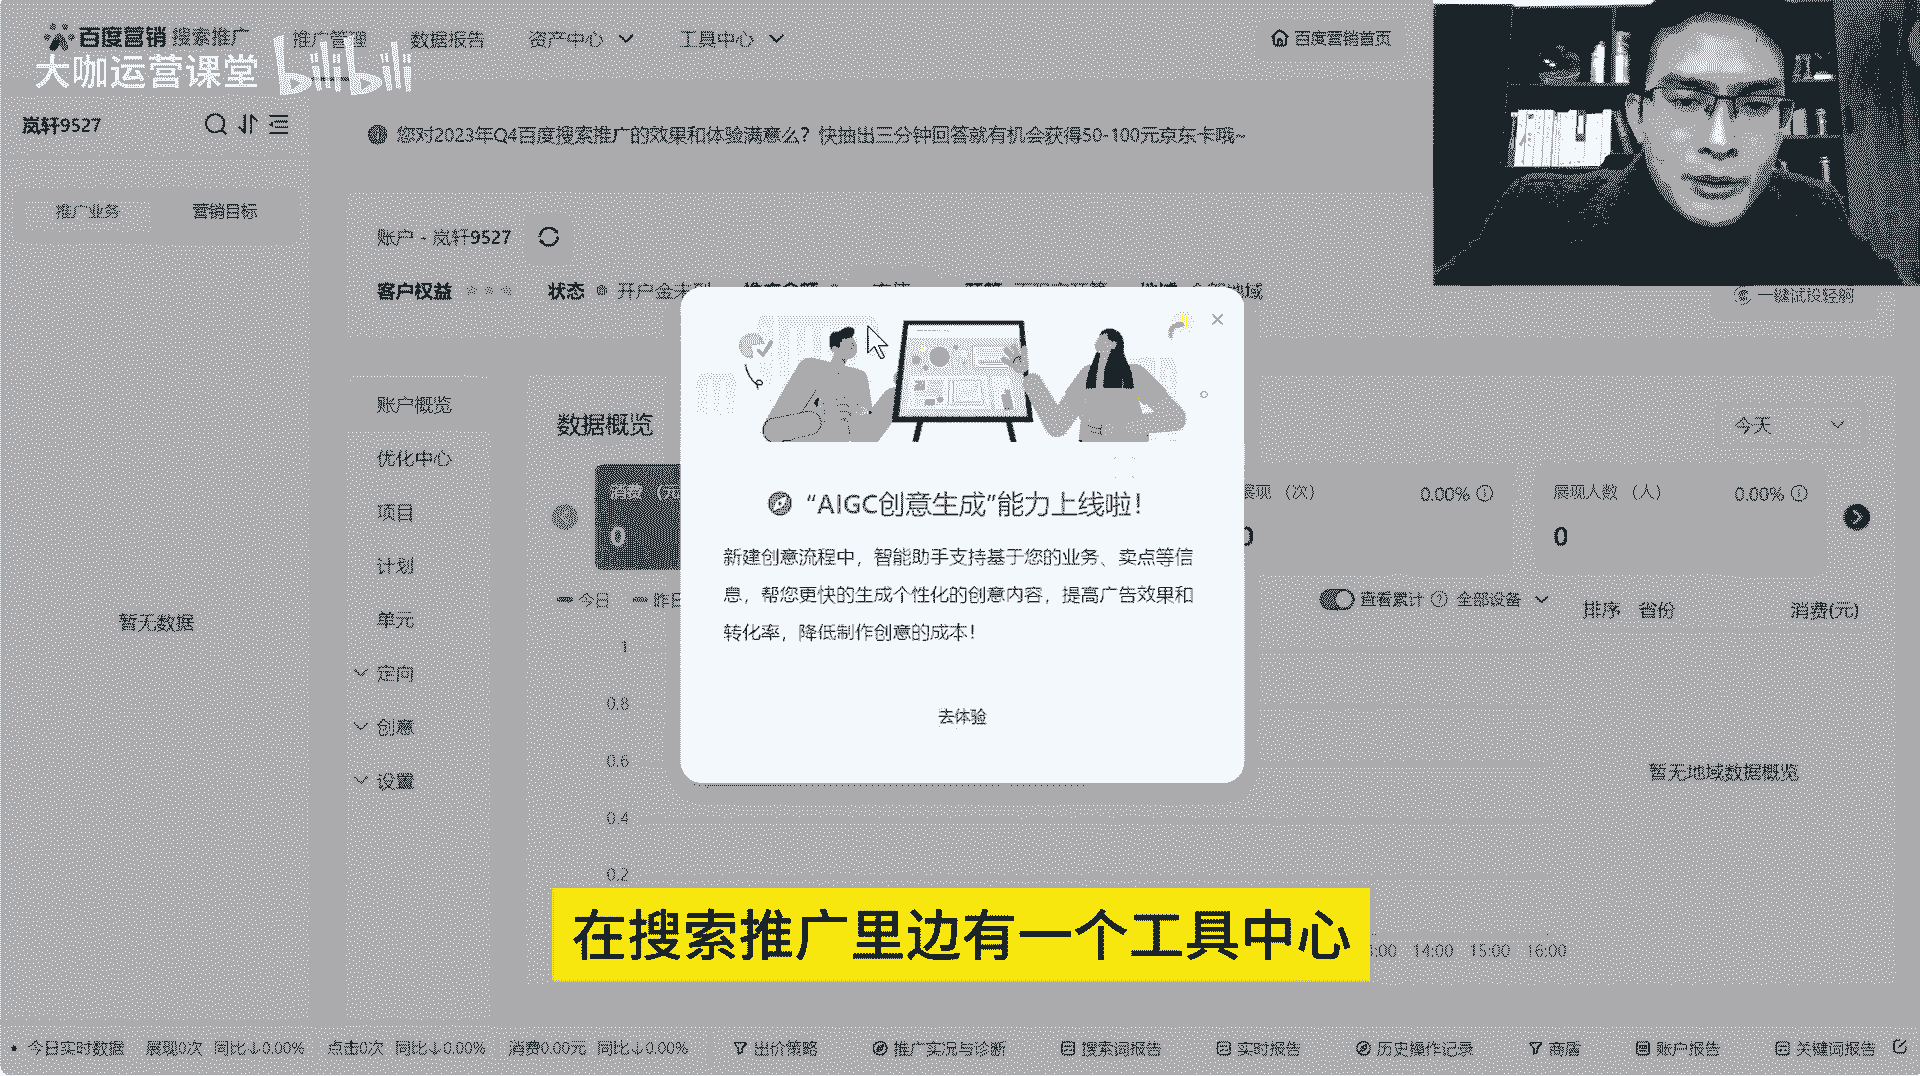 百度营销 搜索推广
推广管理 数据报告 资产中心 工具中心
百度营销首页
大咖运营课堂 bilibili
岚轩9527
您对2023年Q4百度搜索推广的效果和体验满意么？快抽出三分钟回答就有机会获得50-100元京东卡哦~
推广业务 营销目标
账户 - 岚轩9527
客户权益 状态 开户金未到
一键试投轻舸
账户概览
优化中心
项目
计划
单元
定向
创意
设置
暂无数据
数据概览
今天
消费（元
0
展现（次） 0.00%
0
展现人数（人） 0.00%
0
今日 昨日
查看累计 全部设备
排序 省份 消费(元)
1
0.8
0.6
0.4
0.2
暂无地域数据概览
“AIGC创意生成”能力上线啦！
新建创意流程中，智能助手支持基于您的业务、卖点等信
息，帮您更快的生成个性化的创意内容，提高广告效果和
转化率，降低制作创意的成本！
去体验
在搜索推广里边有一个工具中心
:00 14:00 15:00 16:00
今日实时数据 展现0次 同比↓0.00% 点击0次 同比↓0.00% 消费0.00元 同比↓0.00% 出价策略 推广实况与诊断 搜索词报告 实时报告 历史操作记录 商盾 账户报告 关键词报告